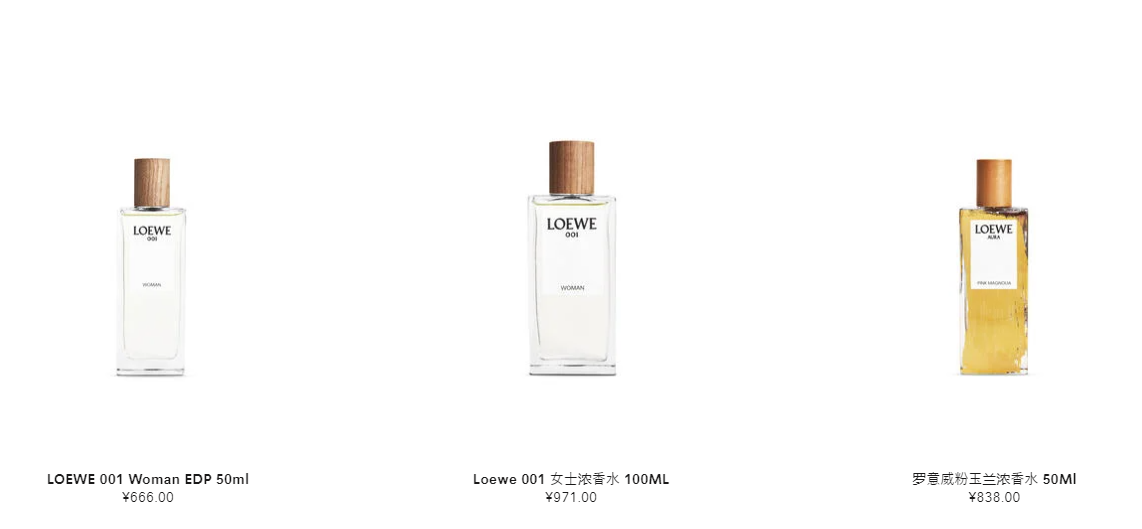 LOEWE
001
WOMAN
LOEWE
001
WOMAN
LOEWE
AURA
PINK MAGNOLIA
LOEWE 001 Woman EDP 50ml
¥666.00
Loewe 001 女士浓香水 100ML
¥971.00
罗意威粉玉兰浓香水 50Ml
¥838.00